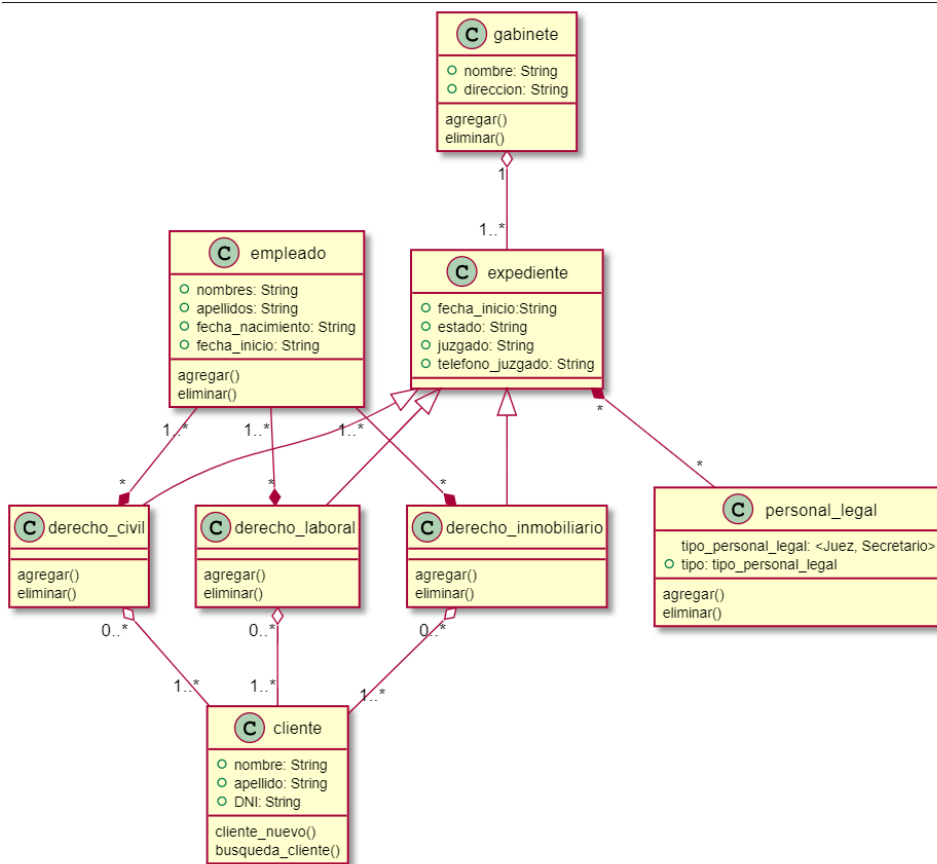 C gabinete
nombre: String
direccion: String
agregar()
eliminar()
1
1..*
C empleado
nombres: String
apellidos: String
fecha_nacimiento: String
fecha_inicio: String
agregar()
eliminar()
C expediente
fecha_inicio:String
estado: String
juzgado: String
telefono_juzgado: String
1..*
1..*
1..*
*
*
*
*
*
C derecho_civil
agregar()
eliminar()
C derecho_laboral
agregar()
eliminar()
C derecho_inmobiliario
agregar()
eliminar()
C personal_legal
tipo_personal_legal: <Juez, Secretario>
tipo: tipo_personal_legal
agregar()
eliminar()
0..*
0..*
0..*
1..*
1..*
1..*
C cliente
nombre: String
apellido: String
DNI: String
cliente_nuevo()
busqueda_cliente()